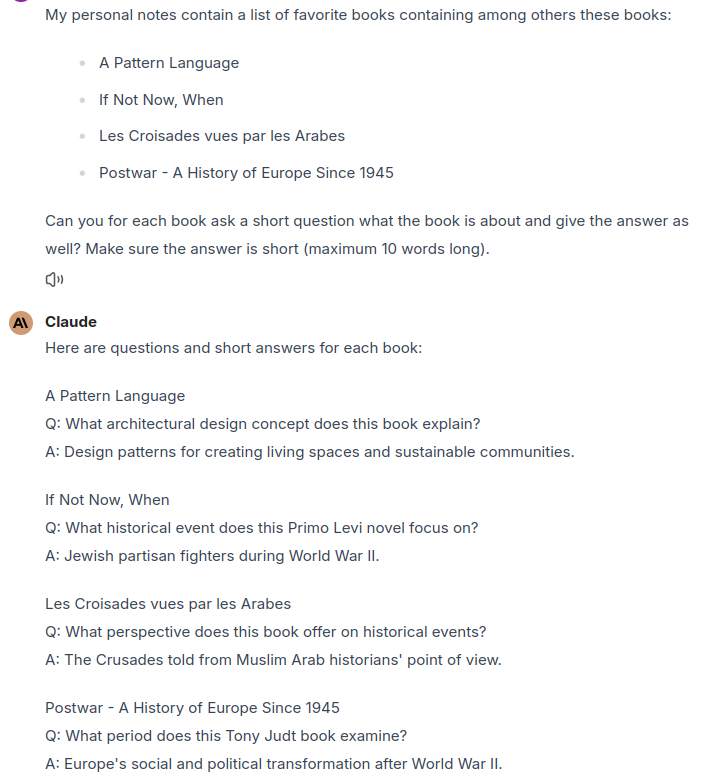 My personal notes contain a list of favorite books containing among others these books:
A Pattern Language
If Not Now, When
Les Croisades vues par les Arabes
Postwar - A History of Europe Since 1945
Can you for each book ask a short question what the book is about and give the answer as
well? Make sure the answer is short (maximum 10 words long).
A\
Claude
Here are questions and short answers for each book:
A Pattern Language
Q: What architectural design concept does this book explain?
A: Design patterns for creating living spaces and sustainable communities.
If Not Now, When
Q: What historical event does this Primo Levi novel focus on?
A: Jewish partisan fighters during World War II.
Les Croisades vues par les Arabes
Q: What perspective does this book offer on historical events?
A: The Crusades told from Muslim Arab historians' point of view.
Postwar - A History of Europe Since 1945
Q: What period does this Tony Judt book examine?
A: Europe's social and political transformation after World War II.